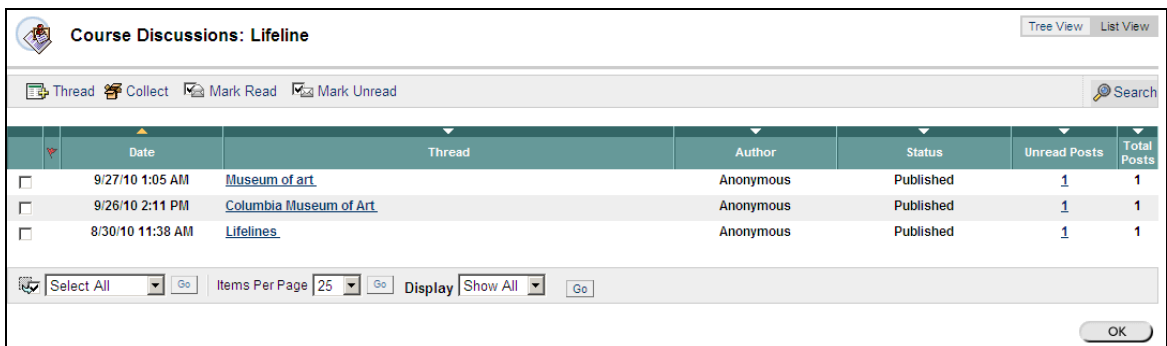 Course Discussions: Lifeline
Tree View List View
Thread Collect Mark Read Mark Unread Search
Date Thread Author Status Unread Posts Total Posts
9/27/10 1:05 AM Museum of art Anonymous Published 1 1
9/26/10 2:11 PM Columbia Museum of Art Anonymous Published 1 1
8/30/10 11:38 AM Lifelines Anonymous Published 1 1
Select All Go Items Per Page 25 Go Display Show All Go
OK